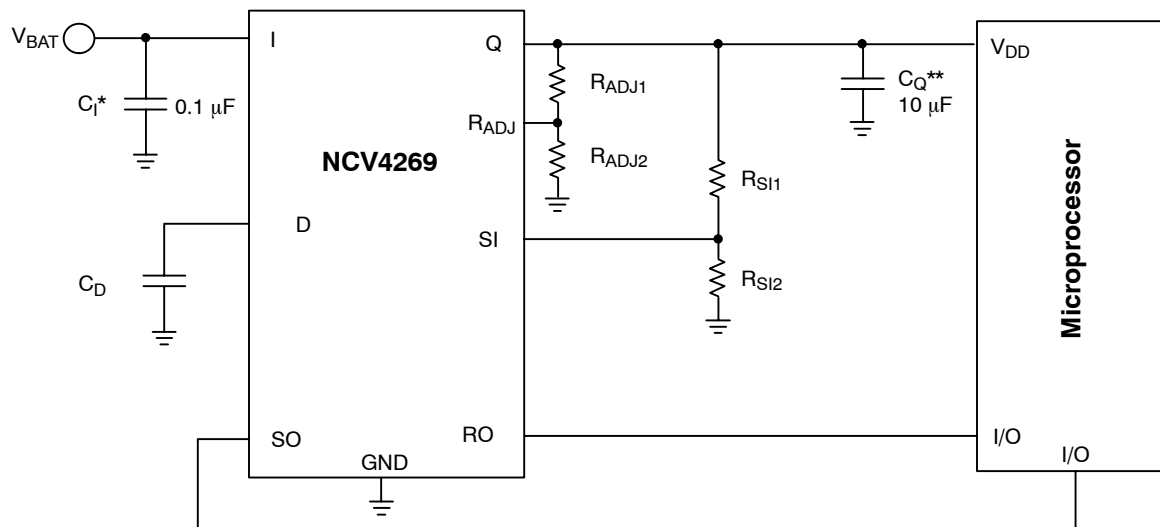 V_BAT
I
Q
V_DD
C_I*
0.1 μF
R_ADJ1
C_Q**
10 μF
R_ADJ
NCV4269
R_ADJ2
R_SI1
D
SI
C_D
R_SI2
Microprocessor
SO
RO
I/O
GND
I/O